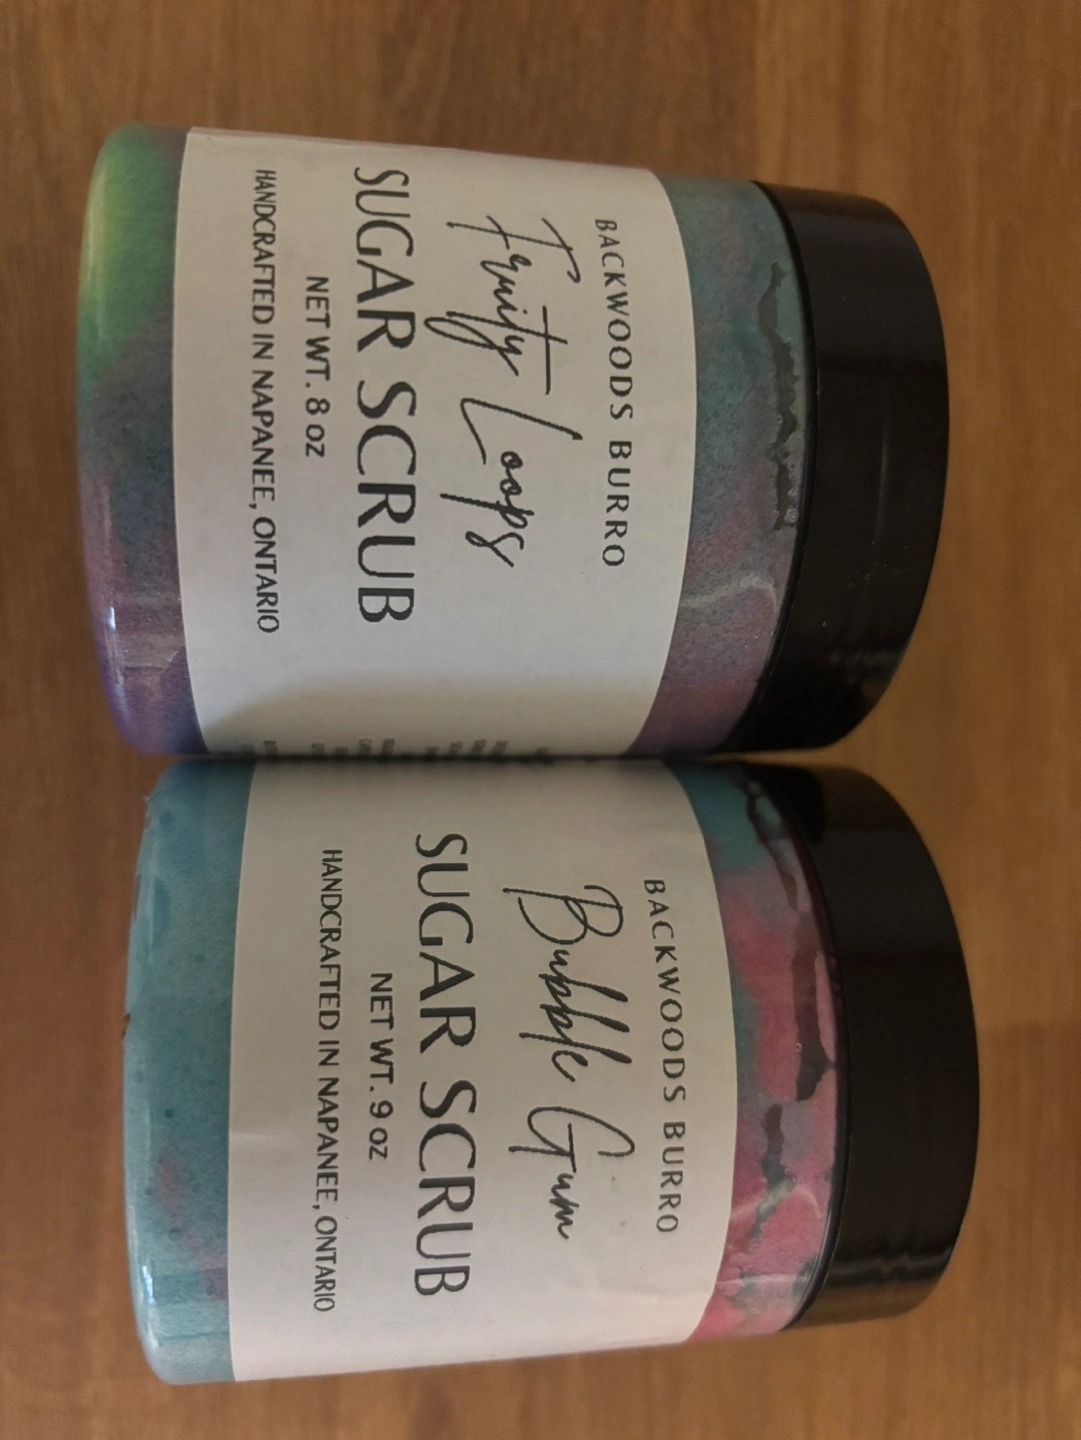 BACKWOODS BURRO
Fruity Loops
SUGAR SCRUB
NET WT. 8 oz
HANDCRAFTED IN NAPANEE, ONTARIO
BACKWOODS BURRO
Bubble Gum
SUGAR SCRUB
NET WT. 9 oz
HANDCRAFTED IN NAPANEE, ONTARIO